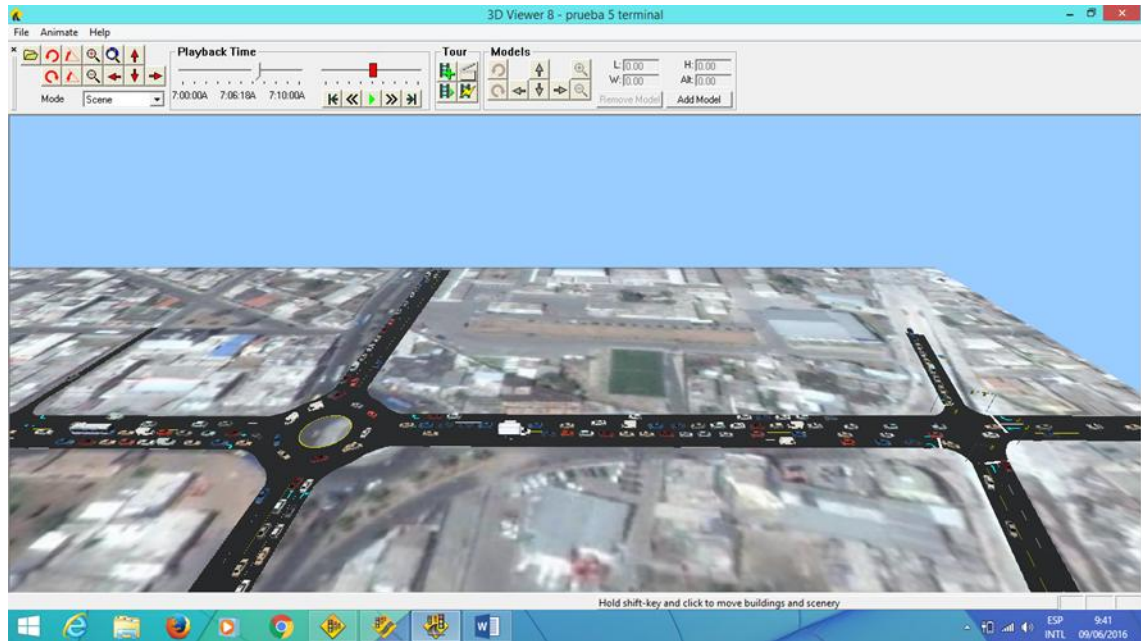 3D Viewer 8 - prueba 5 terminal
File Animate Help
Playback Time
Tour
Models
L: 0.00
H: 0.00
W: 0.00
Alt: 0.00
Mode
Scene
7:00:00A 7:06:18A 7:10:00A
Remove Model
Add Model
Hold shift-key and click to move buildings and scenery
ESP
INTL
9:41
09/06/2016